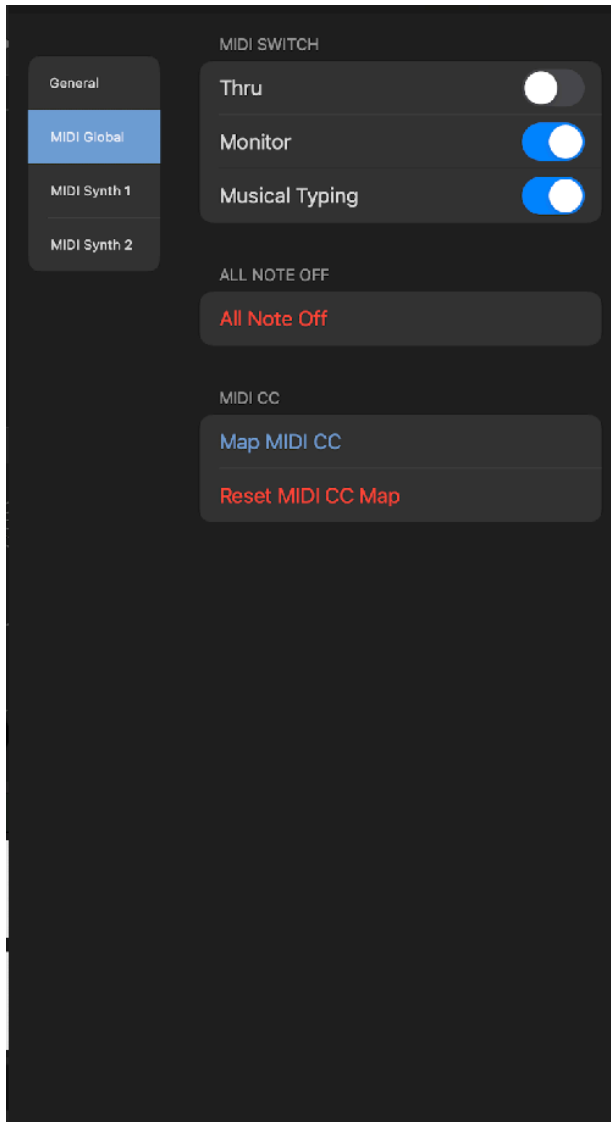 General
MIDI Global
MIDI Synth 1
MIDI Synth 2
MIDI SWITCH
Thru
Monitor
Musical Typing
ALL NOTE OFF
All Note Off
MIDI CC
Map MIDI CC
Reset MIDI CC Map